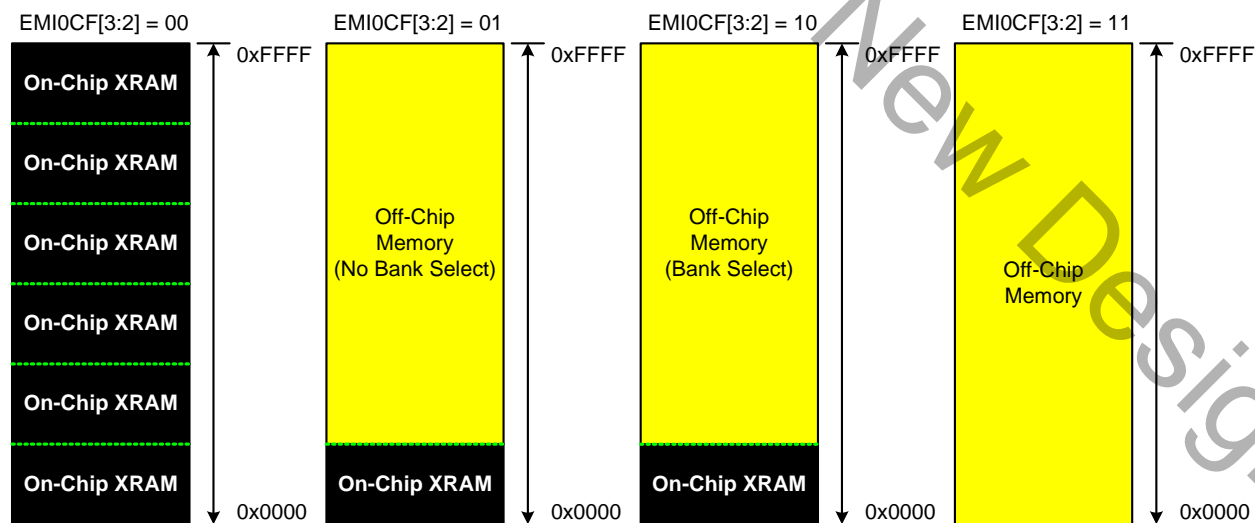 EMI0CF[3:2] = 00
0xFFFF
On-Chip XRAM
On-Chip XRAM
On-Chip XRAM
On-Chip XRAM
On-Chip XRAM
On-Chip XRAM
0x0000
EMI0CF[3:2] = 01
0xFFFF
Off-Chip
Memory
(No Bank Select)
On-Chip XRAM
0x0000
EMI0CF[3:2] = 10
0xFFFF
Off-Chip
Memory
(Bank Select)
On-Chip XRAM
0x0000
EMI0CF[3:2] = 11
0xFFFF
Off-Chip
Memory
0x0000
New Desig